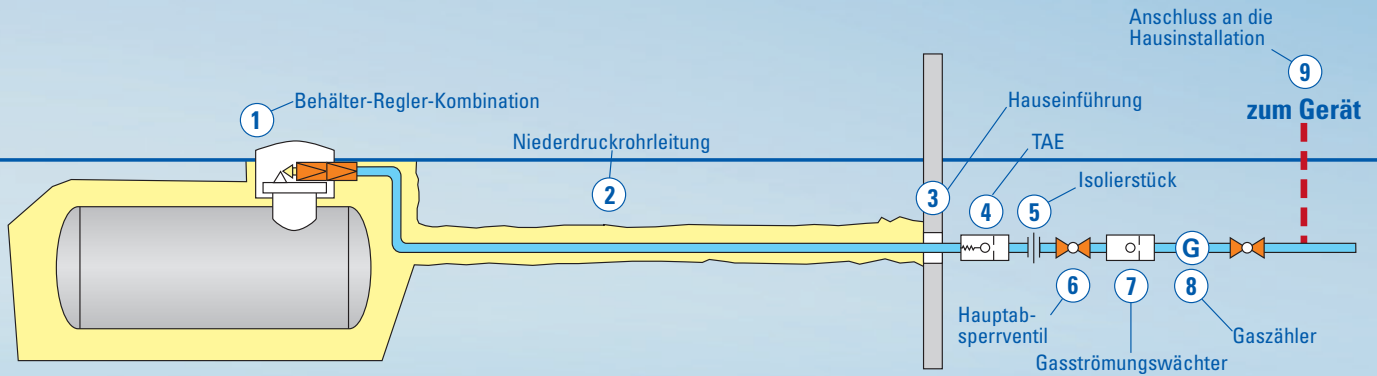 Anschluss an die
Hausinstallation
9
zum Gerät
1
Behälter-Regler-Kombination
Niederdruckrohrleitung
2
Hauseinführung
3
TAE
4
Isolierstück
5
G
6
7
8
Hauptab-
sperrventil
Gaszähler
Gasströmungswächter